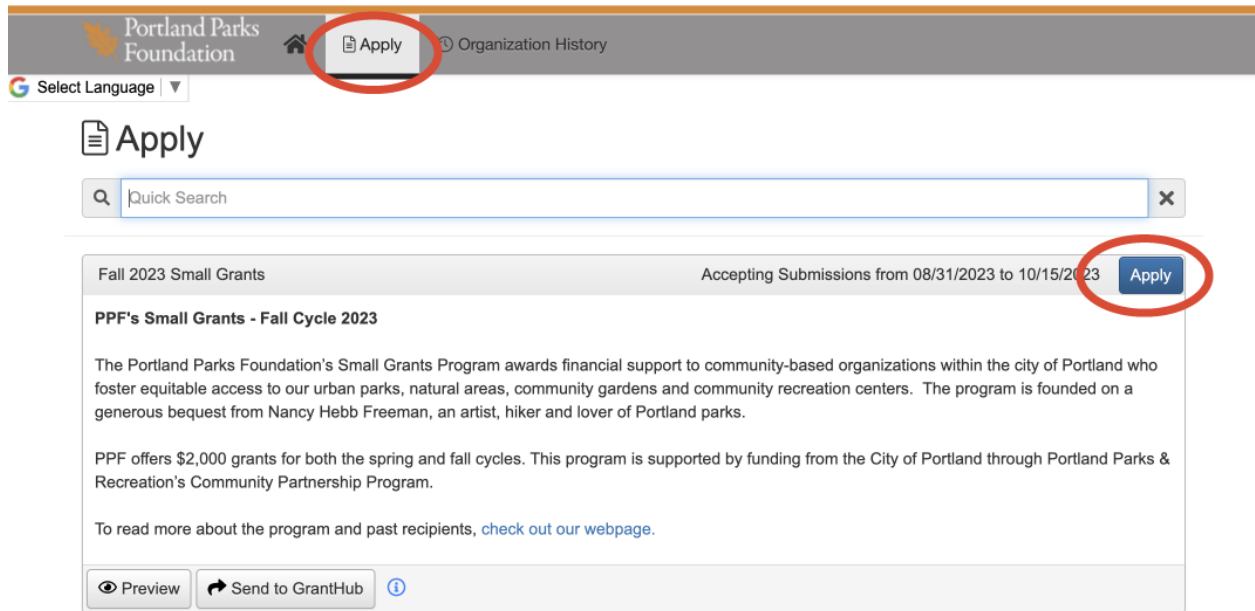 Portland Parks
Foundation
Apply
Organization History
Select Language
Apply
Quick Search
Fall 2023 Small Grants Accepting Submissions from 08/31/2023 to 10/15/2023 Apply
PPF's Small Grants - Fall Cycle 2023
The Portland Parks Foundation's Small Grants Program awards financial support to community-based organizations within the city of Portland who
foster equitable access to our urban parks, natural areas, community gardens and community recreation centers.  The program is founded on a
generous bequest from Nancy Hebb Freeman, an artist, hiker and lover of Portland parks.
PPF offers $2,000 grants for both the spring and fall cycles. This program is supported by funding from the City of Portland through Portland Parks &
Recreation's Community Partnership Program.
To read more about the program and past recipients, check out our webpage.
Preview Send to GrantHub